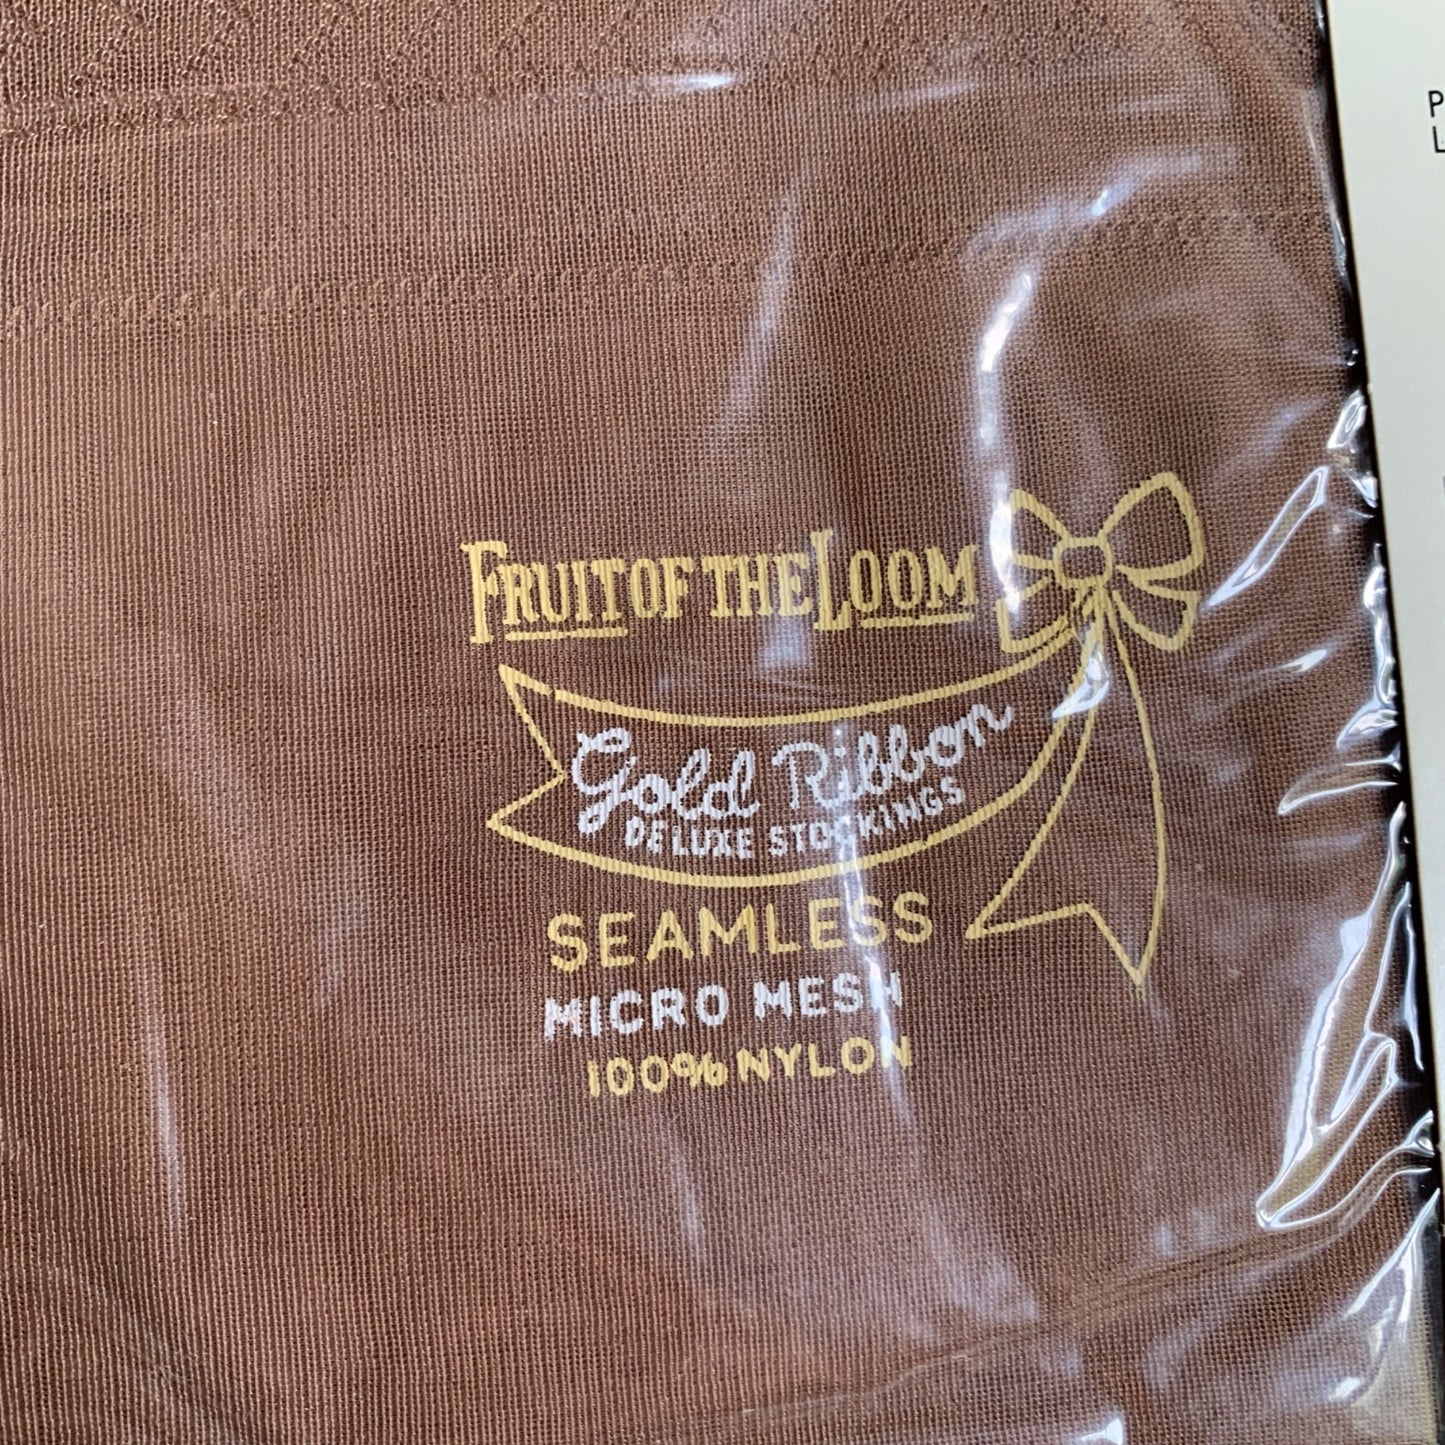 FRUIT OF THE LOOM
Gold Ribbon
DE LUXE STOCKINGS
SEAMLESS
MICRO MESH
100% NYLON
P
L